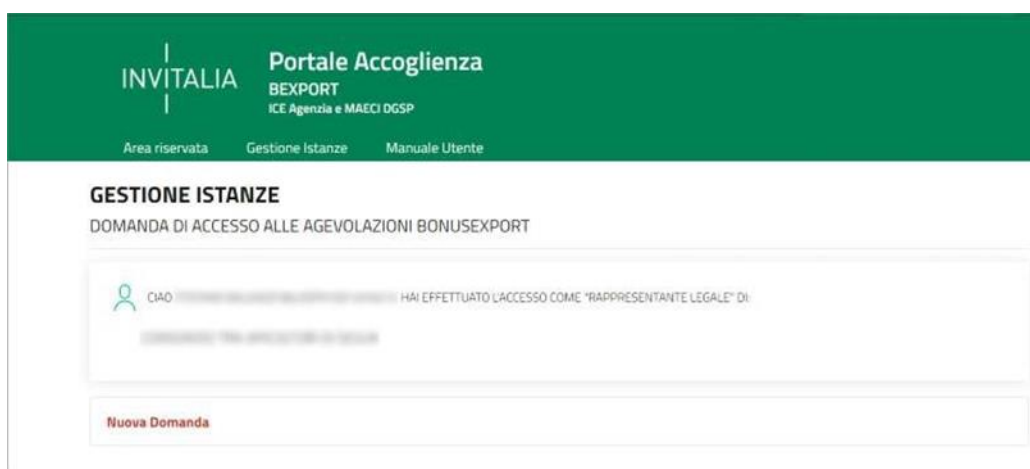 INVITALIA
Portale Accoglienza
BEXPORT
ICE Agenzia e MAECI DGSP
Area riservata Gestione Istanze Manuale Utente
GESTIONE ISTANZE
DOMANDA DI ACCESSO ALLE AGEVOLAZIONI BONUSEXPORT
CIAO HAI EFFETTUATO L'ACCESSO COME "RAPPRESENTANTE LEGALE" DI:
Nuova Domanda